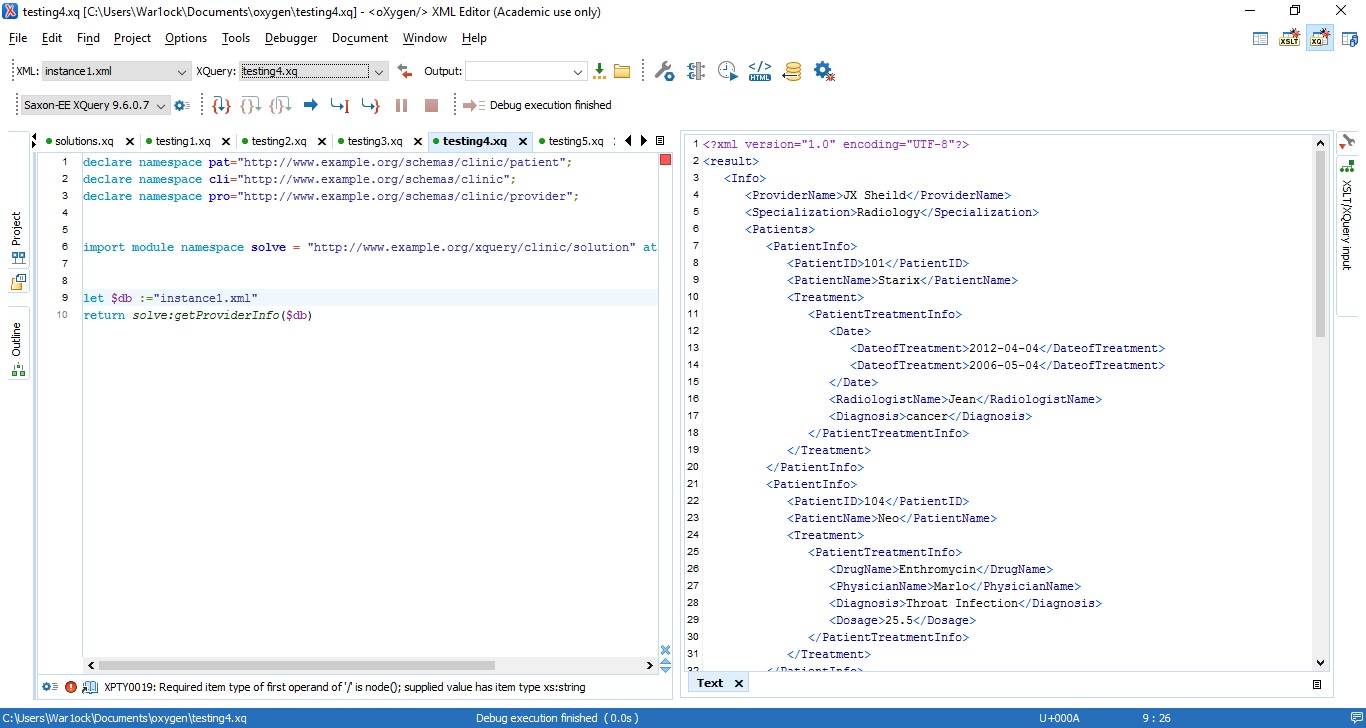 testing4.xq [C:\Users\War1ock\Documents\oxygen\testing4.xq] - <oXygen/> XML Editor (Academic use only)
File Edit Find Project Options Tools Debugger Document Window Help
XML: instance1.xml XQuery: testing4.xq Output:
XSLT XQ
HTML
Saxon-EE XQuery 9.6.0.7 Debug execution finished
solutions.xq testing1.xq testing2.xq testing3.xq testing4.xq testing5.xq
Project
Outline
1 declare namespace pat="http://www.example.org/schemas/clinic/patient";
2 declare namespace cli="http://www.example.org/schemas/clinic";
3 declare namespace pro="http://www.example.org/schemas/clinic/provider";
4
5
6 import module namespace solve = "http://www.example.org/xquery/clinic/solution" at
7
8
9 let $db :="instance1.xml"
10 return solve:getProviderInfo($db)
XPTY0019: Required item type of first operand of '/' is node(); supplied value has item type xs:string
1 <?xml version="1.0" encoding="UTF-8"?>
2 <result>
3 <Info>
4 <ProviderName>JX Sheild</ProviderName>
5 <Specialization>Radiology</Specialization>
6 <Patients>
7 <PatientInfo>
8 <PatientID>101</PatientID>
9 <PatientName>Starix</PatientName>
10 <Treatment>
11 <PatientTreatmentInfo>
12 <Date>
13 <DateofTreatment>2012-04-04</DateofTreatment>
14 <DateofTreatment>2006-05-04</DateofTreatment>
15 </Date>
16 <RadiologistName>Jean</RadiologistName>
17 <Diagnosis>cancer</Diagnosis>
18 </PatientTreatmentInfo>
19 </Treatment>
20 </PatientInfo>
21 <PatientInfo>
22 <PatientID>104</PatientID>
23 <PatientName>Neo</PatientName>
24 <Treatment>
25 <PatientTreatmentInfo>
26 <DrugName>Enthromycin</DrugName>
27 <PhysicianName>Marlo</PhysicianName>
28 <Diagnosis>Throat Infection</Diagnosis>
29 <Dosage>25.5</Dosage>
30 </PatientTreatmentInfo>
31 </Treatment>
32 </PatientInfo>
Text
XSLT/XQuery input
C:\Users\War1ock\Documents\oxygen\testing4.xq Debug execution finished (0.0s) U+000A 9 : 26